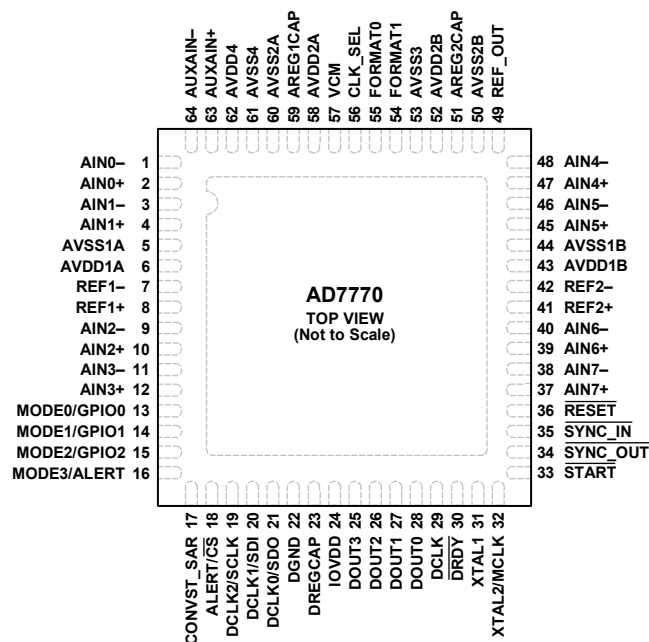 64 AUXAIN–
63 AUXAIN+
62 AVDD4
61 AVSS4
60 AVSS2A
59 AREG1CAP
58 AVDD2A
57 VCM
56 CLK_SEL
55 FORMAT0
54 FORMAT1
53 AVSS3
52 AVDD2B
51 AREG2CAP
50 AVSS2B
49 REF_OUT
AIN0– 1
AIN0+ 2
AIN1– 3
AIN1+ 4
AVSS1A 5
AVDD1A 6
REF1– 7
REF1+ 8
AIN2– 9
AIN2+ 10
AIN3– 11
AIN3+ 12
MODE0/GPIO0 13
MODE1/GPIO1 14
MODE2/GPIO2 15
MODE3/ALERT 16
AD7770
TOP VIEW
(Not to Scale)
48 AIN4–
47 AIN4+
46 AIN5–
45 AIN5+
44 AVSS1B
43 AVDD1B
42 REF2–
41 REF2+
40 AIN6–
39 AIN6+
38 AIN7–
37 AIN7+
36 RESET
35 SYNC_IN
34 SYNC_OUT
33 START
CONVST_SAR 17
ALERT/CS 18
DCLK2/SCLK 19
DCLK1/SDI 20
DCLK0/SDO 21
DGND 22
DREGCAP 23
IOVDD 24
DOUT3 25
DOUT2 26
DOUT1 27
DOUT0 28
DCLK 29
DRDY 30
XTAL1 31
XTAL2/MCLK 32